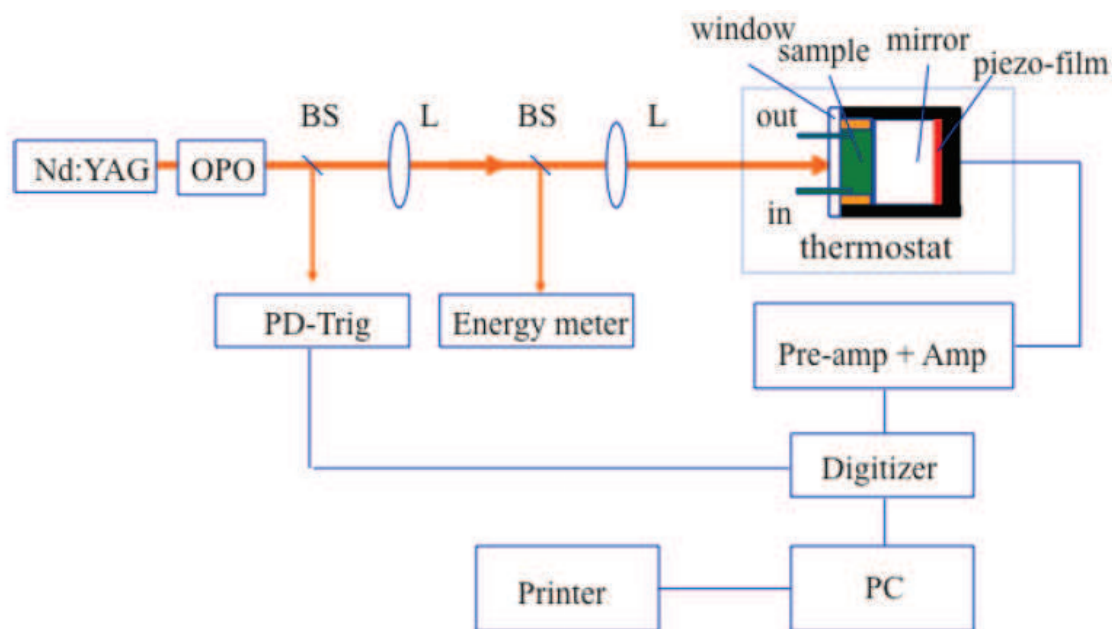 window
sample
mirror
piezo-film
BS
L
BS
L
out
Nd:YAG
OPO
in
thermostat
PD-Trig
Energy meter
Pre-amp + Amp
Digitizer
Printer
PC